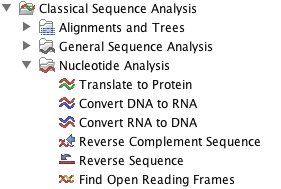 Classical Sequence Analysis
Alignments and Trees
General Sequence Analysis
Nucleotide Analysis
Translate to Protein
Convert DNA to RNA
Convert RNA to DNA
Reverse Complement Sequence
Reverse Sequence
Find Open Reading Frames